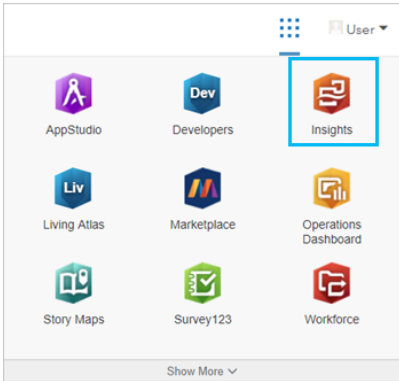 User
AppStudio
Dev
Developers
Insights
Liv
Living Atlas
Marketplace
Operations
Dashboard
Story Maps
Survey123
Workforce
Show More